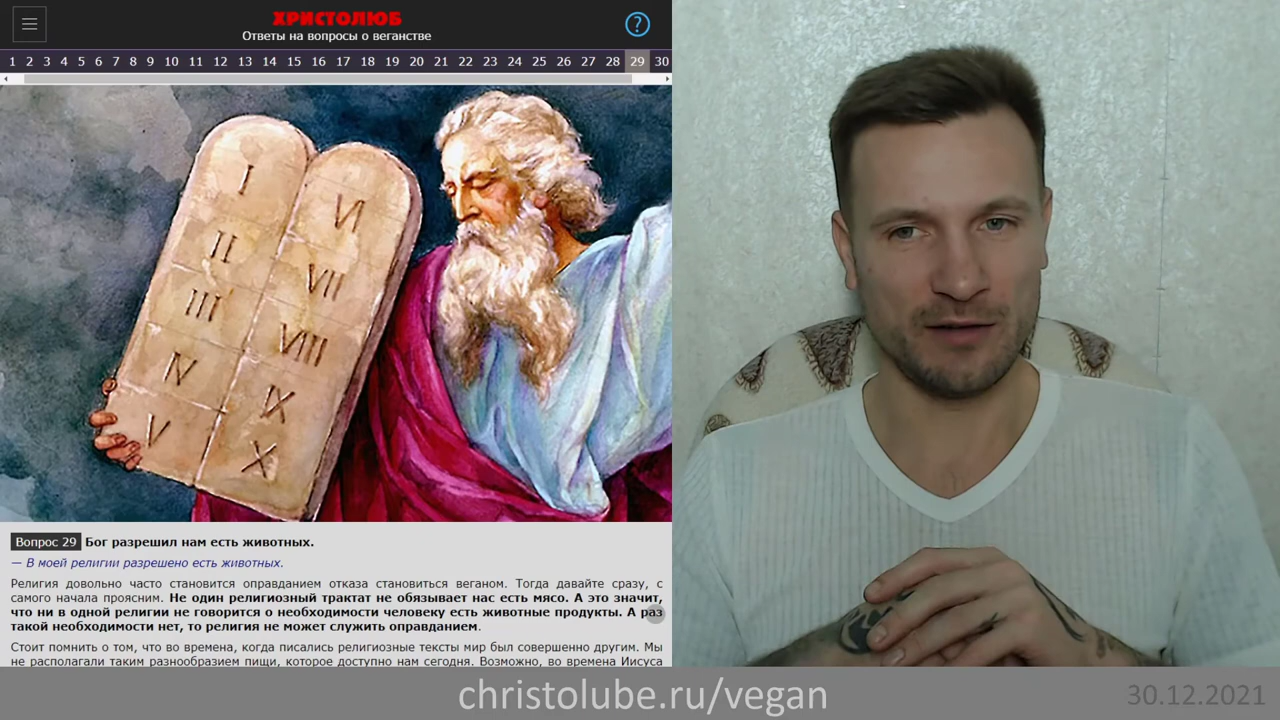 ХРИСТОЛЮБ
Ответы на вопросы о веганстве
?
1 2 3 4 5 6 7 8 9 10 11 12 13 14 15 16 17 18 19 20 21 22 23 24 25 26 27 28 29 30
I
II
III
IV
V
VI
VII
VIII
IX
X
Вопрос 29 Бог разрешил нам есть животных.
— В моей религии разрешено есть животных.
Религия довольно часто становится оправданием отказа становиться веганом. Тогда давайте сразу, с
самого начала проясним. Не один религиозный трактат не обязывает нас есть мясо. А это значит,
что ни в одной религии не говорится о необходимости человеку есть животные продукты. А раз
такой необходимости нет, то религия не может служить оправданием.
Стоит помнить о том, что во времена, когда писались религиозные тексты мир был совершенно другим. Мы
не располагали таким разнообразием пищи, которое доступно нам сегодня. Возможно, во времена Иисуса
christolube.ru/vegan
30.12.2021